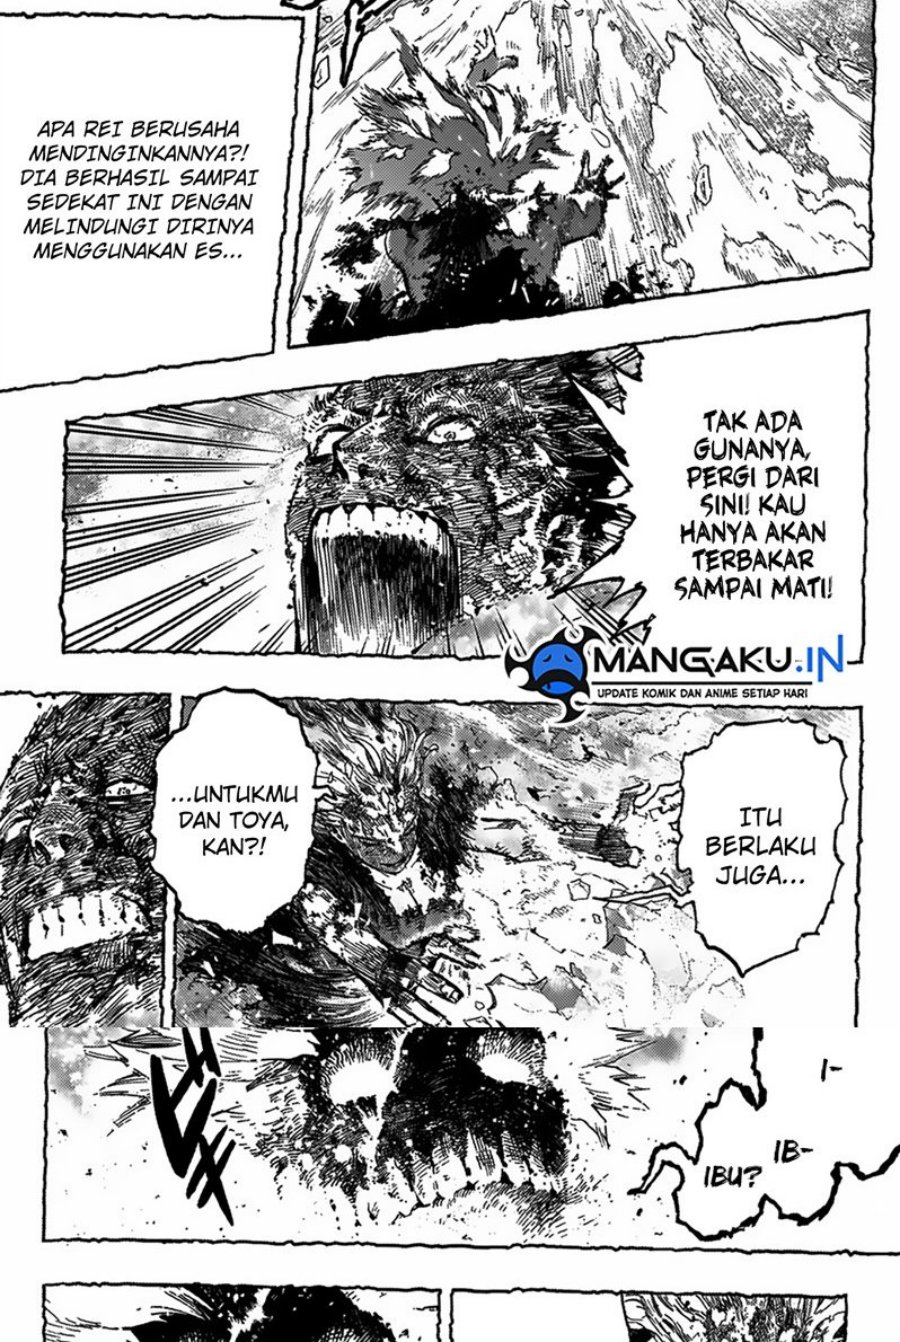 APA REI BERUSAHA
MENDINGINKANNYA?!
DIA BERHASIL SAMPAI
SEDEKAT INI DENGAN
MELINDUNGI DIRINYA
MENGGUNAKAN ES...
TAK ADA
GUNANYA,
PERGI DARI
SINI! KAU
HANYA AKAN
TERBAKAR
SAMPAI MATI!
MANGAKU.IN
UPDATE KOMIK DAN ANIME SETIAP HARI
ITU
BERLAKU
JUGA...
...UNTUKMU
DAN TOYA,
KAN?!
I-
IB-
IBU?